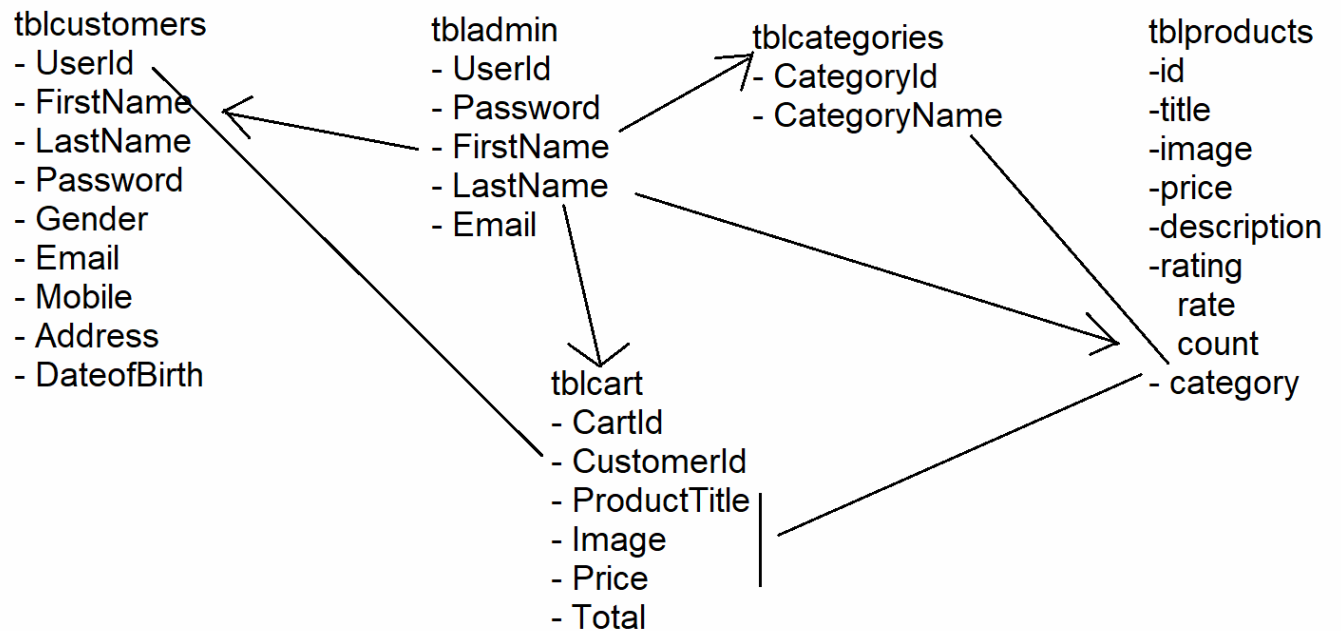 tblcustomers
- UserId
- FirstName
- LastName
- Password
- Gender
- Email
- Mobile
- Address
- DateofBirth
tbladmin
- UserId
- Password
- FirstName
- LastName
- Email
tblcategories
- CategoryId
- CategoryName
tblproducts
-id
-title
-image
-price
-description
-rating
rate
count
- category
tblcart
- CartId
- CustomerId
- ProductTitle
- Image
- Price
- Total